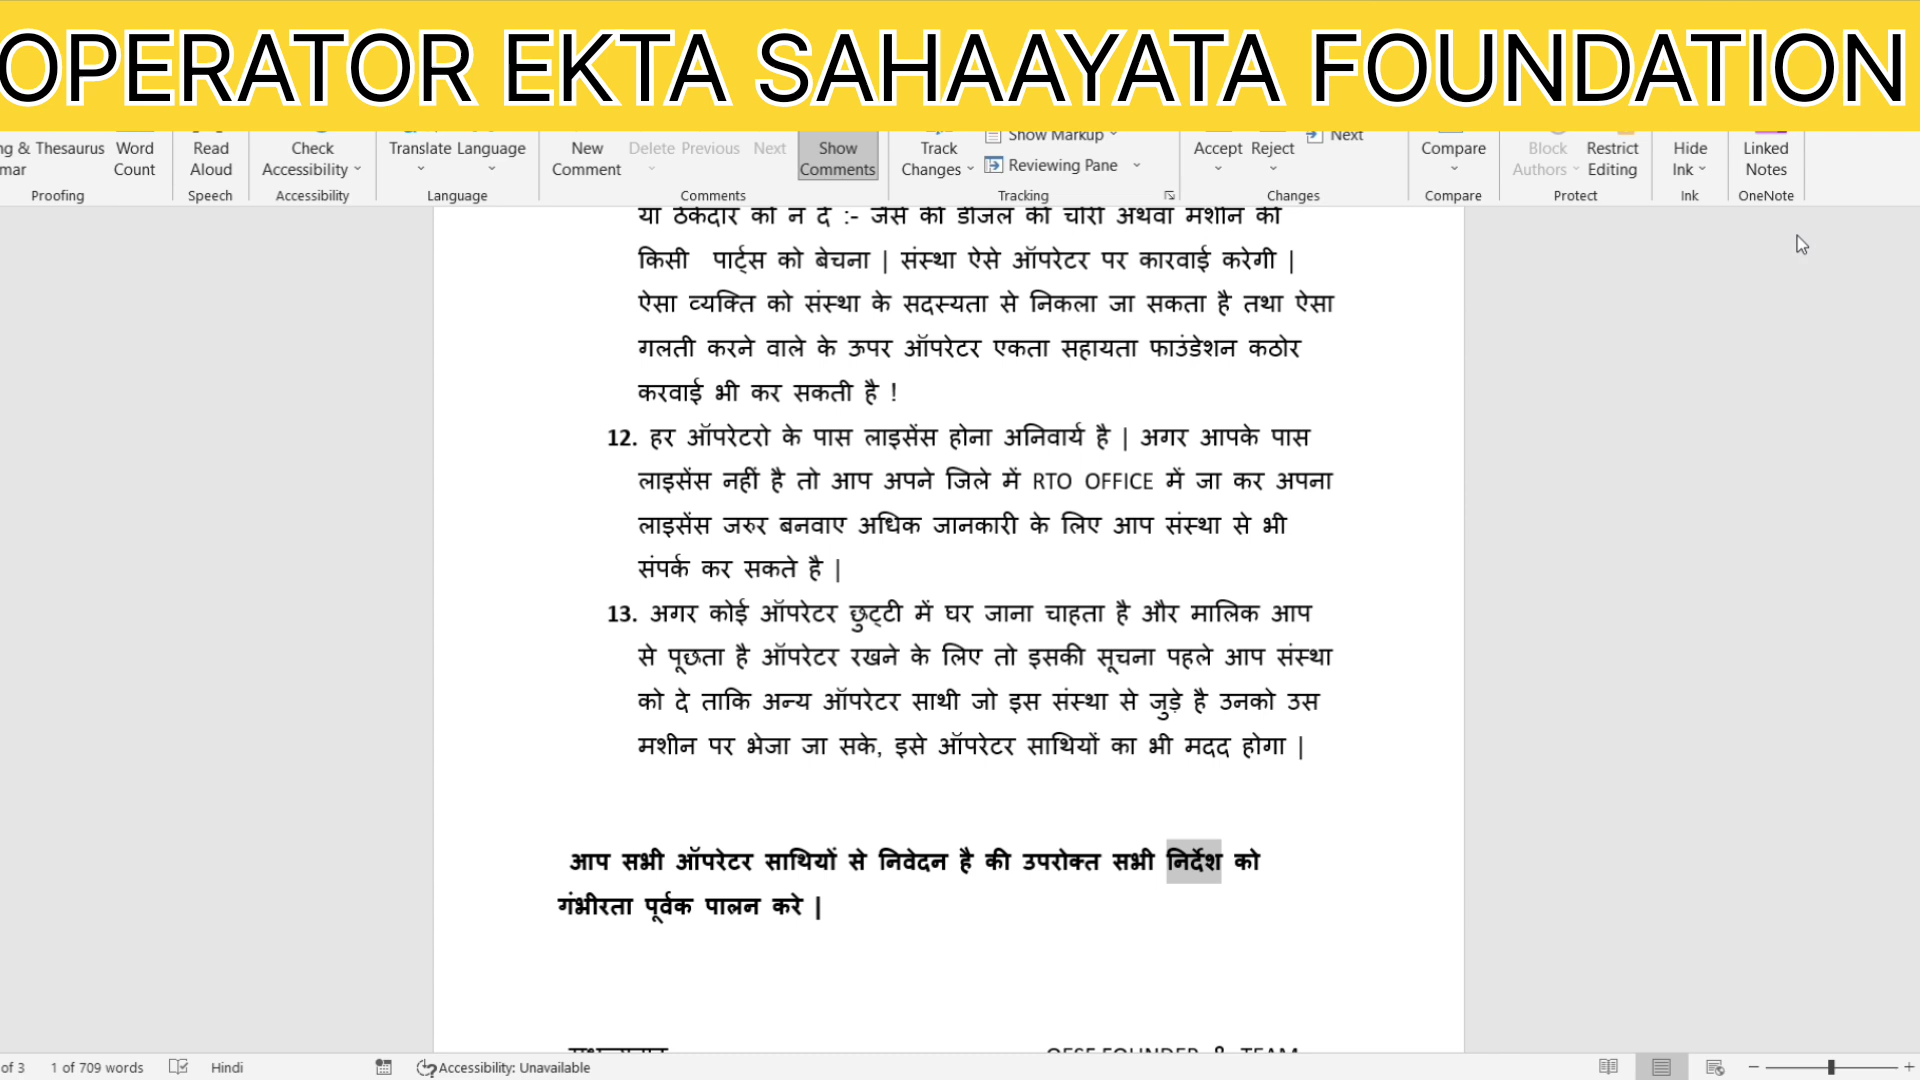 OPERATOR EKTA SAHAAYATA FOUNDATION
ng & Thesaurus Word Read Check Translate Language New Delete Previous Next Show Track Show Markup Accept Reject Next Compare Block Restrict Hide Linked
mar Count Aloud Accessibility Comment Comments Changes Reviewing Pane Authors Editing Ink Notes
Proofing Speech Accessibility Language Comments Tracking Changes Compare Protect Ink OneNote
या ठेकेदार को न दे :- जैसे की डीजल की चोरी अथवा मशीन की
किसी पार्ट्स को बेचना | संस्था ऐसे ऑपरेटर पर कारवाई करेगी |
ऐसा व्यक्ति को संस्था के सदस्यता से निकला जा सकता है तथा ऐसा
गलती करने वाले के ऊपर ऑपरेटर एकता सहायता फाउंडेशन कठोर
करवाई भी कर सकती है !
12. हर ऑपरेटरो के पास लाइसेंस होना अनिवार्य है | अगर आपके पास
लाइसेंस नहीं है तो आप अपने जिले में RTO OFFICE में जा कर अपना
लाइसेंस जरुर बनवाए अधिक जानकारी के लिए आप संस्था से भी
संपर्क कर सकते है |
13. अगर कोई ऑपरेटर छुट्टी में घर जाना चाहता है और मालिक आप
से पूछता है ऑपरेटर रखने के लिए तो इसकी सूचना पहले आप संस्था
को दे ताकि अन्य ऑपरेटर साथी जो इस संस्था से जुड़े है उनको उस
मशीन पर भेजा जा सके, इसे ऑपरेटर साथियों का भी मदद होगा |
आप सभी ऑपरेटर साथियों से निवेदन है की उपरोक्त सभी निर्देश को
गंभीरता पूर्वक पालन करे |
OESF FOUNDER & TEAM
of 3 1 of 709 words Hindi Accessibility: Unavailable